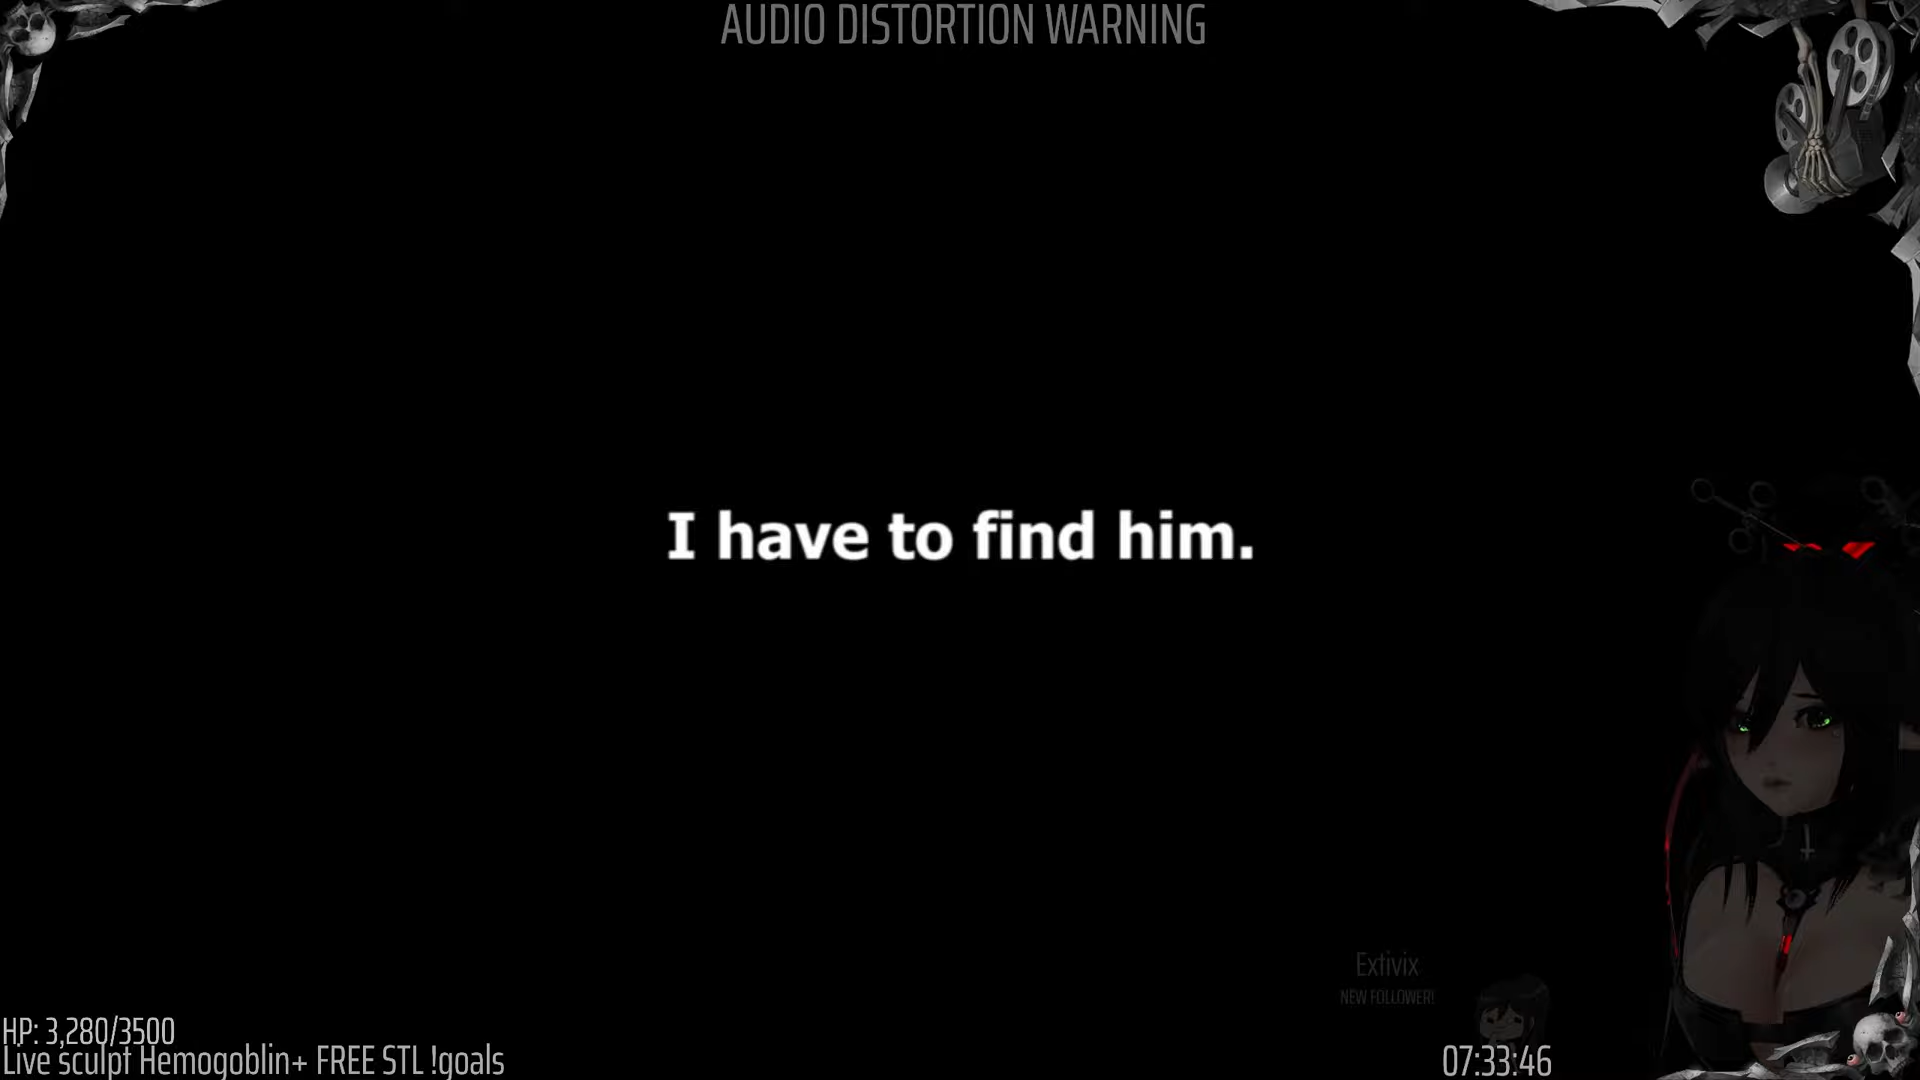 AUDIO DISTORTION WARNING
I have to find him.
Extivix
NEW FOLLOWER!
HP: 3,280/3500
Live sculpt Hemogoblin+ FREE STL !goals
07:33:46